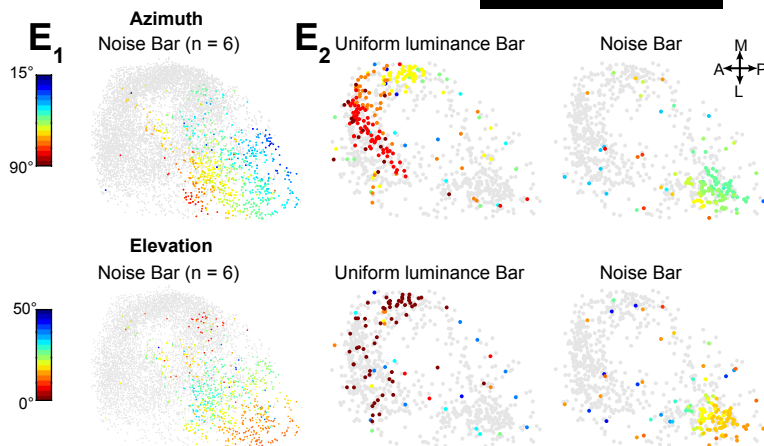 Azimuth
E1
Noise Bar (n = 6)
E2
Uniform luminance Bar
Noise Bar
M
A P
L
15°
90°
Elevation
Noise Bar (n = 6)
Uniform luminance Bar
Noise Bar
50°
0°